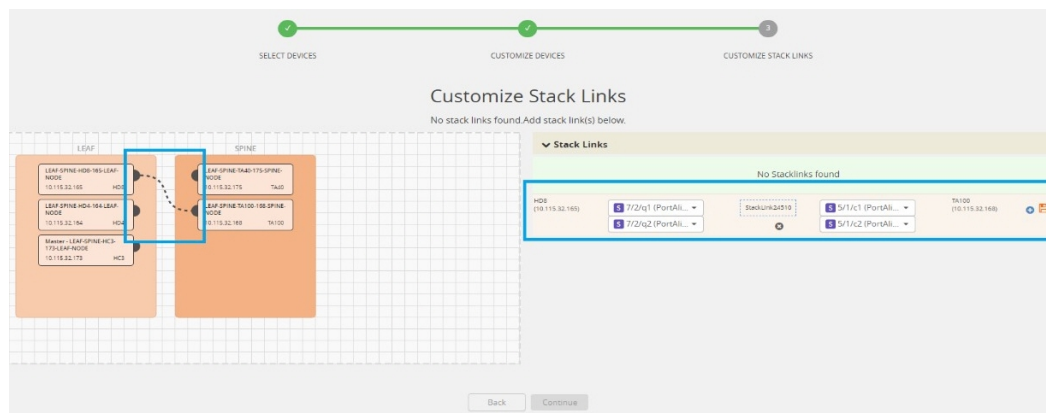 3
SELECT DEVICES
CUSTOMIZE DEVICES
CUSTOMIZE STACK LINKS
Customize Stack Links
No stack links found.Add stack link(s) below.
LEAF
SPINE
LEAF-SPINE-HD8-165-LEAF-
NODE
10.115.32.165 HD8
LEAF-SPINE-HD4-164-LEAF-
NODE
10.115.32.164 HD4
Master - LEAF-SPINE-HC3-
173-LEAF-NODE
10.115.32.173 HC3
LEAF-SPINE-TA40-175-SPINE-
NODE
10.115.32.175 TA40
LEAF-SPINE-TA100-168-SPINE-
NODE
10.115.32.168 TA100
Stack Links
No Stacklinks found
HD8
(10.115.32.165)
S 7/2/q1 (PortAli...
S 7/2/q2 (PortAli...
StackLink24510
S 5/1/c1 (PortAli...
S 5/1/c2 (PortAli...
TA100
(10.115.32.168)
Back
Continue